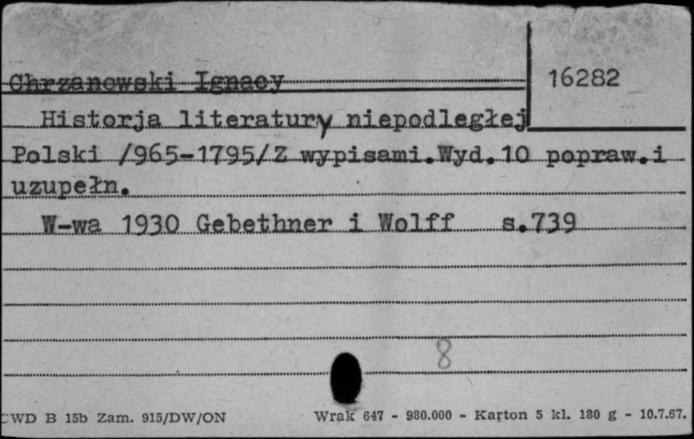 Chrzanowski Ignacy
16282
Historja literatury niepodległej
Polski /965-1795/Z wypisami.Wyd.10 popraw.i
uzupełn.
W-wa 1930 Gebethner i Wolff s.739
8
CWD B 15b Zam. 915/DW/ON Wrak 647 - 980.000 - Karton 5 kl. 180 g - 10.7.67.